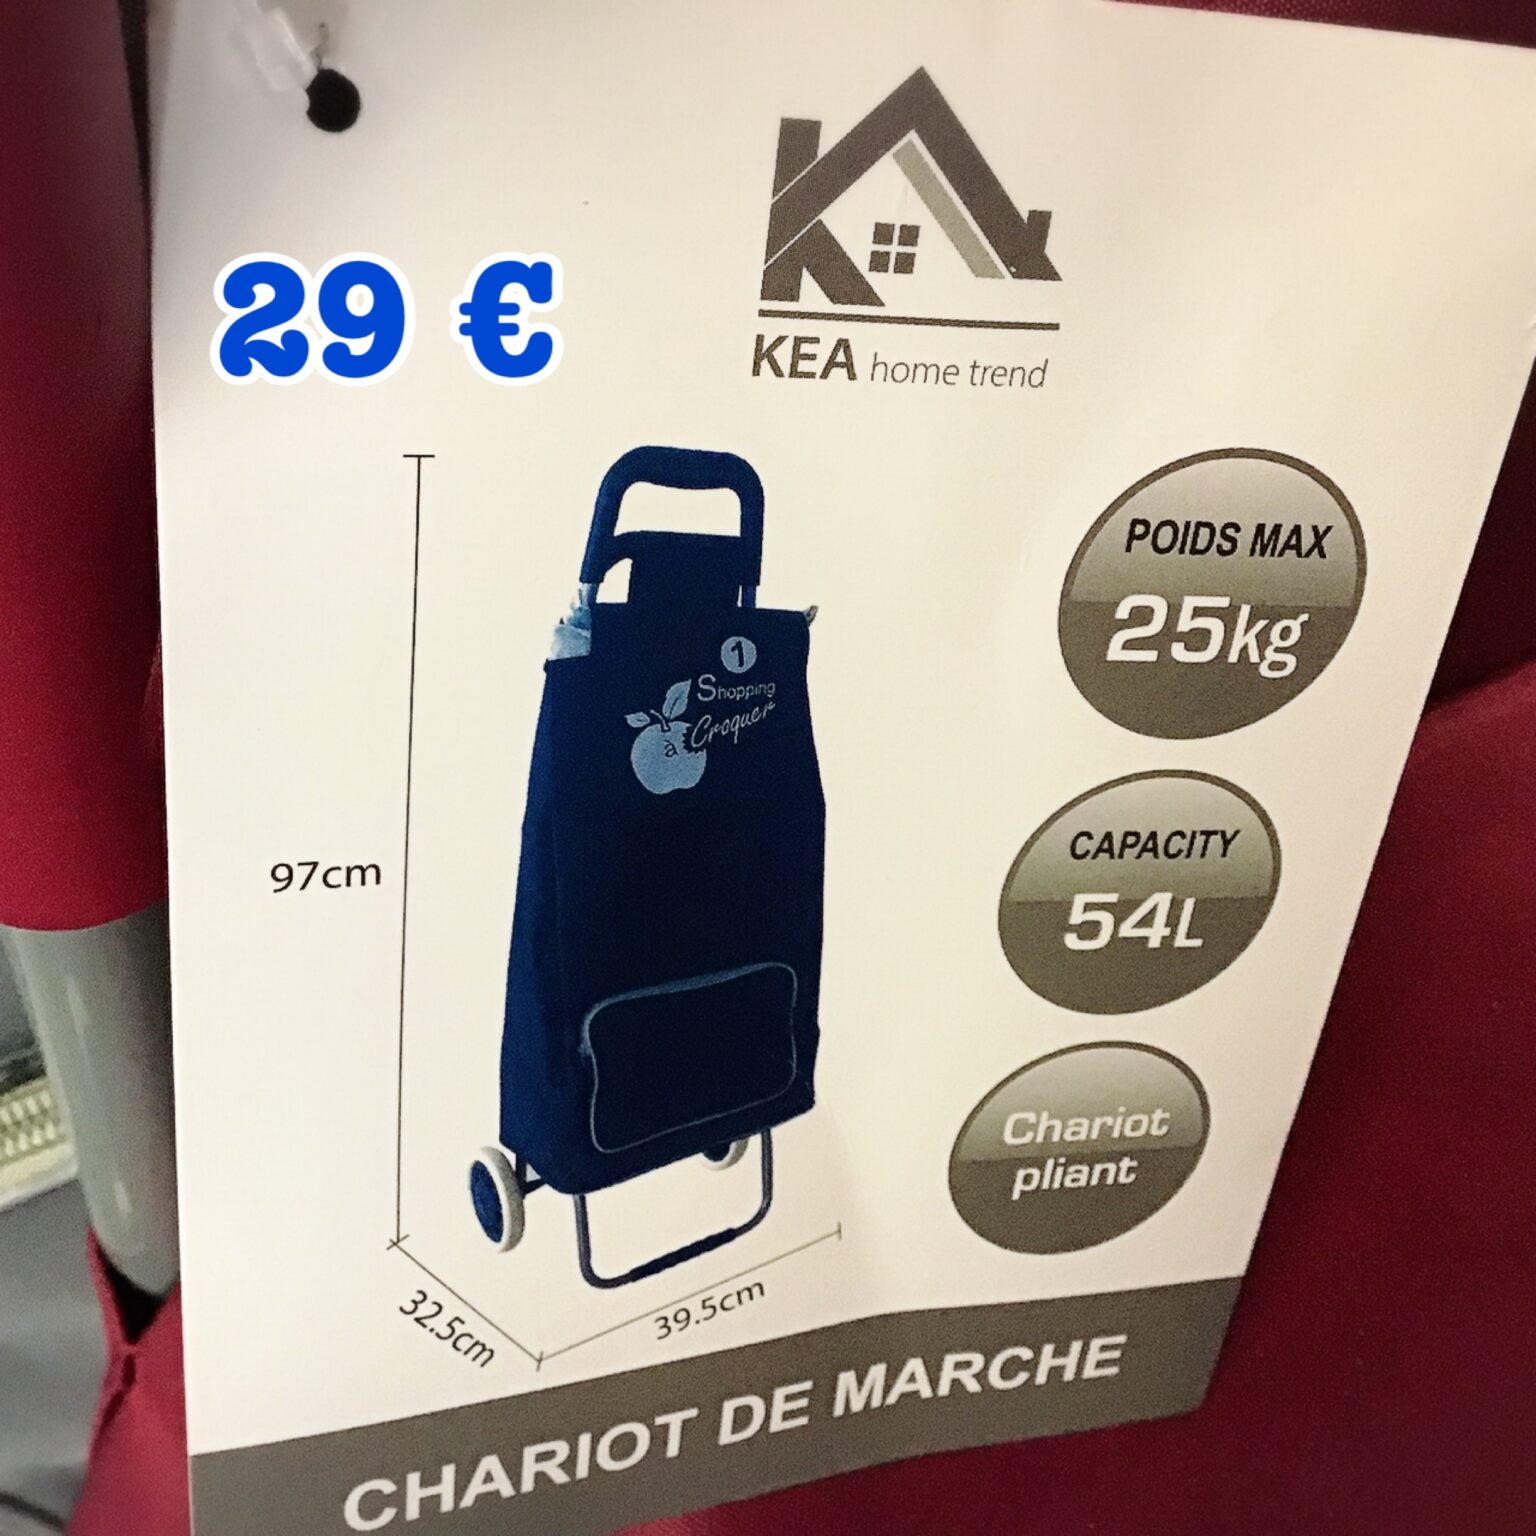 29 €
KEA home trend
POIDS MAX
25kg
1
Shopping
à Croquer
CAPACITY
54L
97cm
Chariot
pliant
32.5cm
39.5cm
CHARIOT DE MARCHE